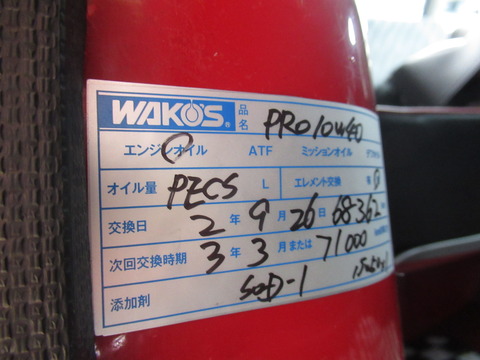 WAKO'S® 品名 PRO10W40
エンジンオイル ATF ミッションオイル
オイル量 PECS L エレメント交換
交換日 2年 9月 26日 68362
次回交換時期 3年 3月または 71000
添加剤 SOD-1